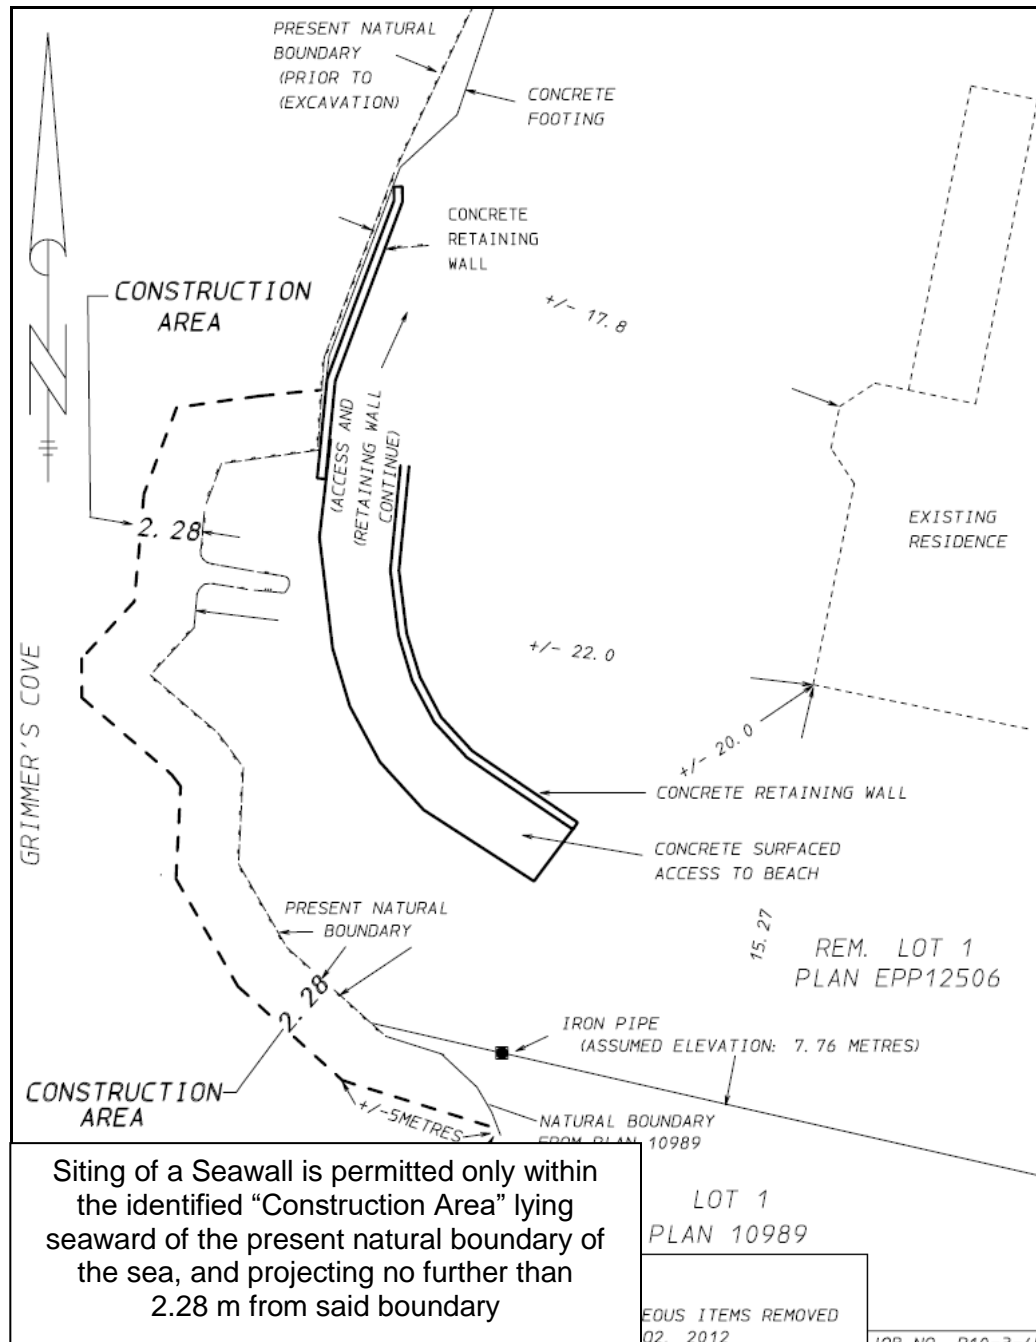 PRESENT NATURAL
BOUNDARY
(PRIOR TO
(EXCAVATION)
CONCRETE
FOOTING
CONCRETE
RETAINING
WALL
CONSTRUCTION
AREA
+/- 17.8
N
(ACCESS AND
(RETAINING WALL
CONTINUE)
2.28
EXISTING
RESIDENCE
GRIMMER'S COVE
+/- 22.0
+/- 20.0
CONCRETE RETAINING WALL
CONCRETE SURFACED
ACCESS TO BEACH
PRESENT NATURAL
BOUNDARY
15.27
REM. LOT 1
PLAN EPP12506
2.28
IRON PIPE
(ASSUMED ELEVATION: 7.76 METRES)
CONSTRUCTION
AREA
+/-5METRES
NATURAL BOUNDARY
FROM PLAN 10989
Siting of a Seawall is permitted only within
the identified “Construction Area” lying
seaward of the present natural boundary of
the sea, and projecting no further than
2.28 m from said boundary
LOT 1
PLAN 10989
EOUS ITEMS REMOVED
02, 2012